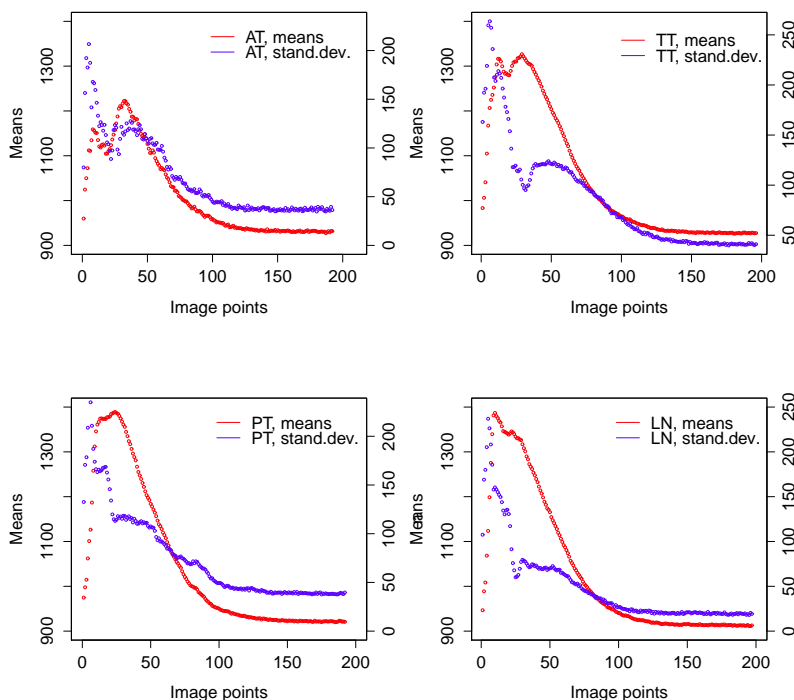 AT, means
AT, stand.dev.
Means
900 1100 1300
0 50 100 150 200
0 50 100 150 200
Image points
TT, means
TT, stand.dev.
Means
900 1100 1300
50 100 150 200 250
0 50 100 150 200
Image points
PT, means
PT, stand.dev.
Means
900 1100 1300
0 50 100 150 200
0 50 100 150 200
Image points
LN, means
LN, stand.dev.
Means
900 1100 1300
0 50 100 150 200 250
0 50 100 150 200
Image points